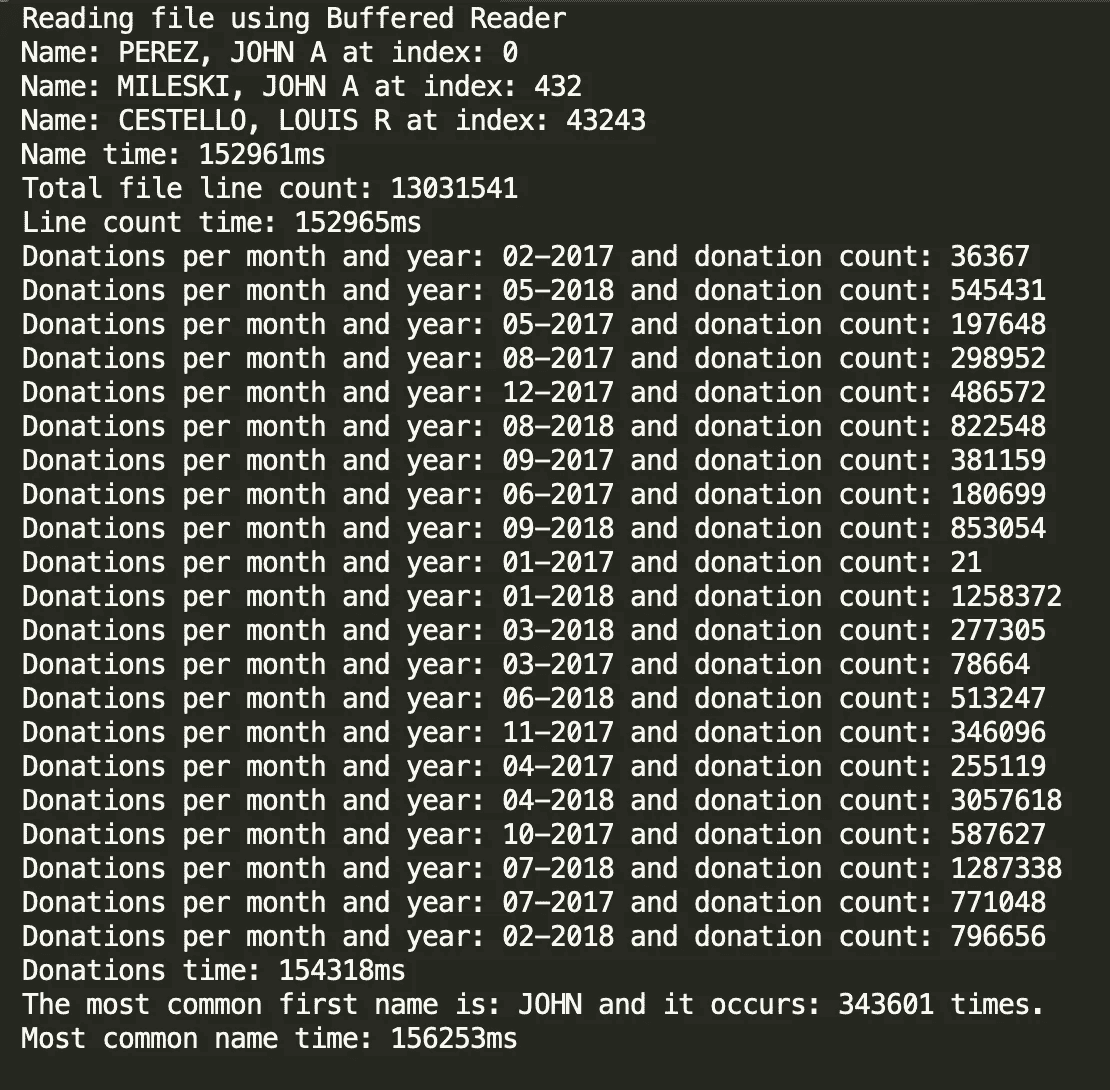 Reading file using Buffered Reader
Name: PEREZ, JOHN A at index: 0
Name: MILESKI, JOHN A at index: 432
Name: CESTELLO, LOUIS R at index: 43243
Name time: 152961ms
Total file line count: 13031541
Line count time: 152965ms
Donations per month and year: 02-2017 and donation count: 36367
Donations per month and year: 05-2018 and donation count: 545431
Donations per month and year: 05-2017 and donation count: 197648
Donations per month and year: 08-2017 and donation count: 298952
Donations per month and year: 12-2017 and donation count: 486572
Donations per month and year: 08-2018 and donation count: 822548
Donations per month and year: 09-2017 and donation count: 381159
Donations per month and year: 06-2017 and donation count: 180699
Donations per month and year: 09-2018 and donation count: 853054
Donations per month and year: 01-2017 and donation count: 21
Donations per month and year: 01-2018 and donation count: 1258372
Donations per month and year: 03-2018 and donation count: 277305
Donations per month and year: 03-2017 and donation count: 78664
Donations per month and year: 06-2018 and donation count: 513247
Donations per month and year: 11-2017 and donation count: 346096
Donations per month and year: 04-2017 and donation count: 255119
Donations per month and year: 04-2018 and donation count: 3057618
Donations per month and year: 10-2017 and donation count: 587627
Donations per month and year: 07-2018 and donation count: 1287338
Donations per month and year: 07-2017 and donation count: 771048
Donations per month and year: 02-2018 and donation count: 796656
Donations time: 154318ms
The most common first name is: JOHN and it occurs: 343601 times.
Most common name time: 156253ms